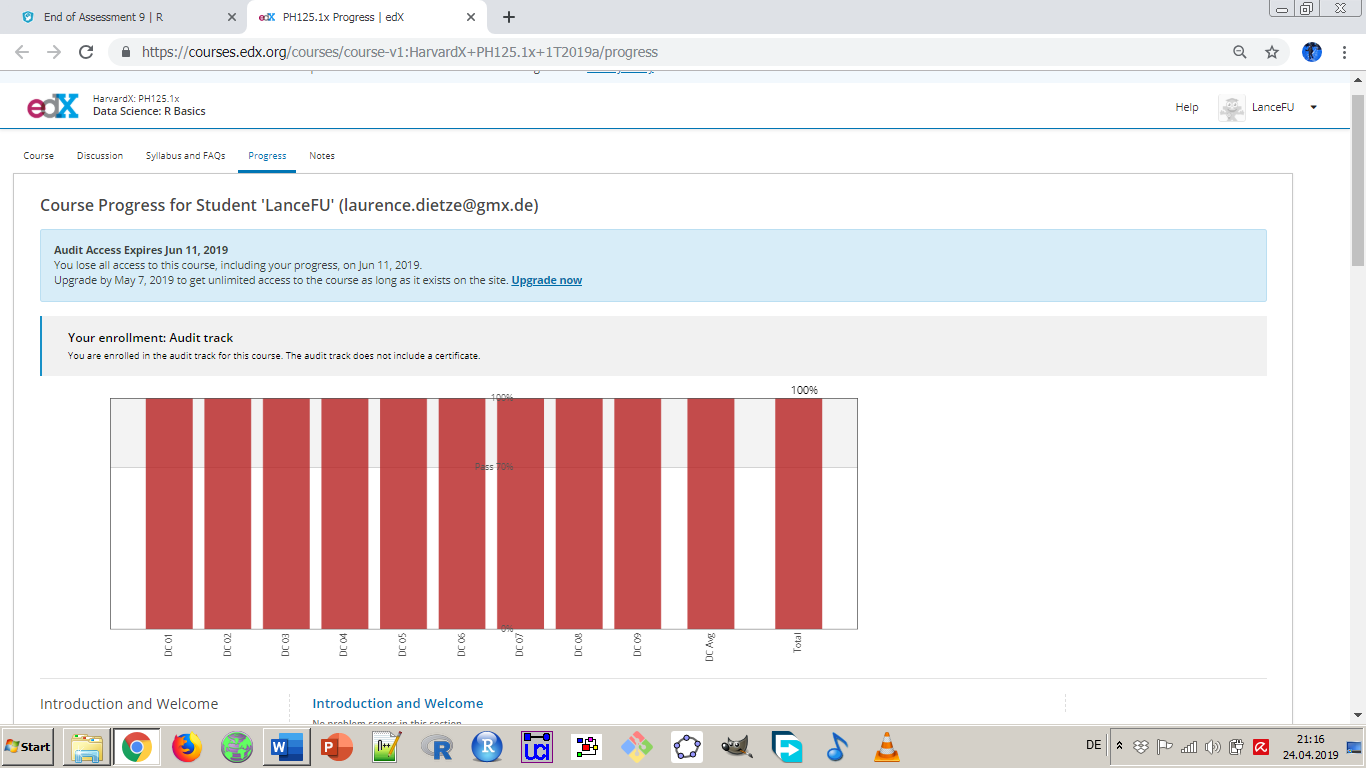 End of Assessment 9 | R
PH125.1x Progress | edX
https://courses.edx.org/courses/course-v1:HarvardX+PH125.1x+1T2019a/progress
edX
HarvardX: PH125.1x
Data Science: R Basics
Help
LanceFU
Course
Discussion
Syllabus and FAQs
Progress
Notes
Course Progress for Student 'LanceFU' (laurence.dietze@gmx.de)
Audit Access Expires Jun 11, 2019
You lose all access to this course, including your progress, on Jun 11, 2019.
Upgrade by May 7, 2019 to get unlimited access to the course as long as it exists on the site. Upgrade now
Your enrollment: Audit track
You are enrolled in the audit track for this course. The audit track does not include a certificate.
100%
100%
Pass 70%
0%
DC 01
DC 02
DC 03
DC 04
DC 05
DC 06
DC 07
DC 08
DC 09
DC Avg
Total
Introduction and Welcome
Introduction and Welcome
No problem scores in this section
Start
DE
21:16
24.04.2019